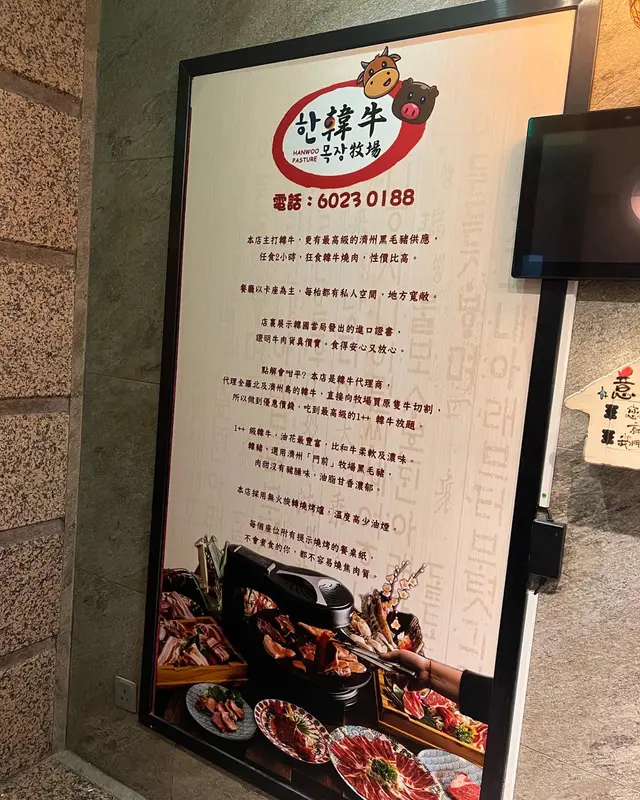 한韓牛
HANWOO
PASTURE
목장牧場
電話：6023 0188
本店主打韓牛，更有最高級的濟州黑毛豬供應，
任食2小時，狂食韓牛燒肉，性價比高。
餐廳以卡座為主，每枱都有私人空間，地方寬敞。
店裏展示韓國當局發出的進口證書，
證明牛肉貨真價實。食得安心又放心。
點解會咁平？本店是韓牛代理商，
代理全羅北及濟州島的韓牛，直接向牧場買原隻牛切割，
所以做到優惠價錢，吃到最高級的1++ 韓牛放題。
1++ 級韓牛，油花最豐富，比和牛柔軟及濃味。
韓豬，選用濟州「門前」牧場黑毛豬，
肉甜沒有豬腥味，油脂甘香濃郁。
本店採用無火旋轉燒烤爐，溫度高少油煙
每個座位附有提示燒烤的餐桌紙，
不會煮食的你，都不容易燒焦肉質。
意